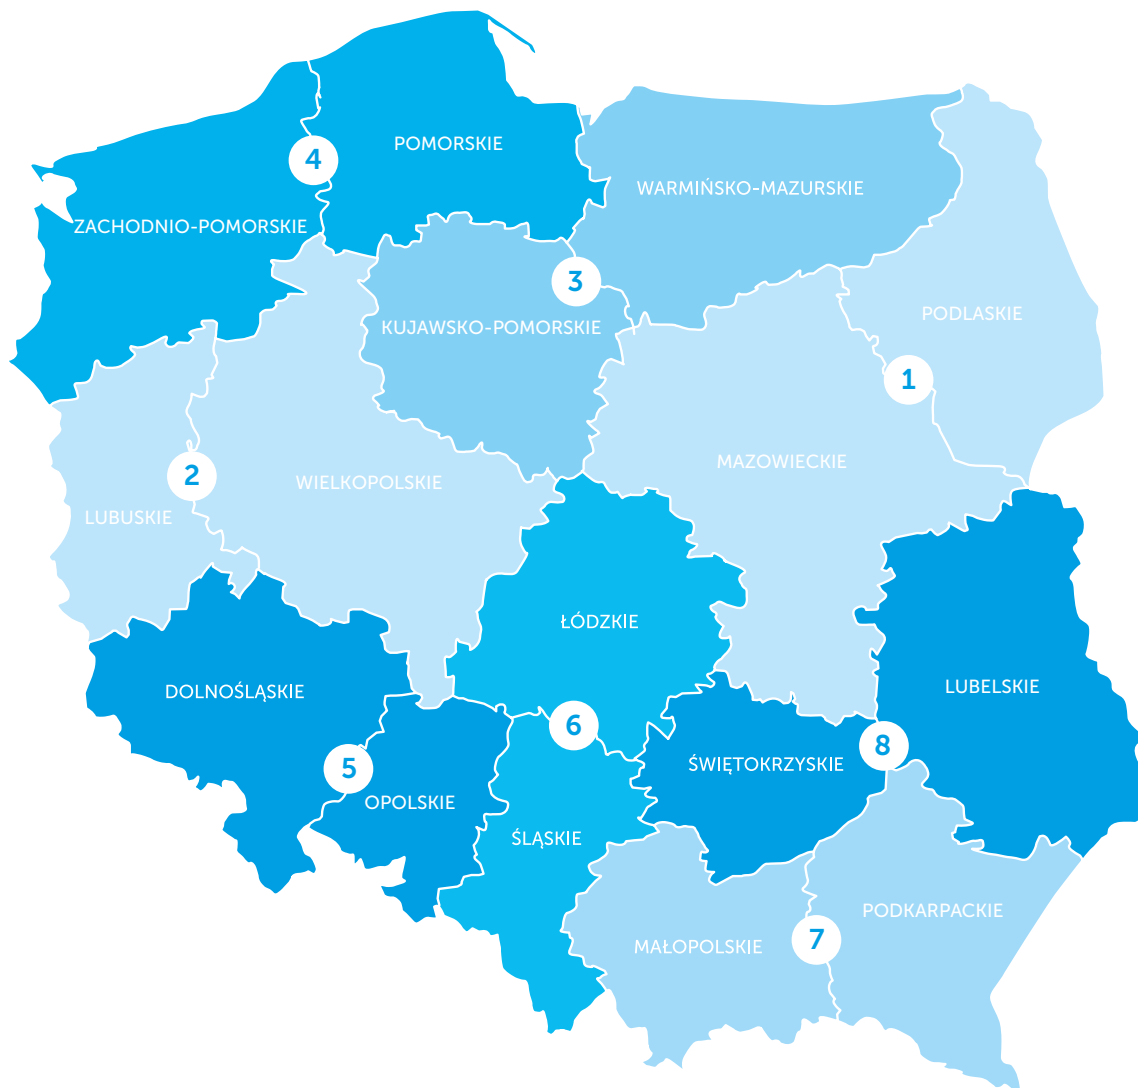 POMORSKIE
4
WARMIŃSKO-MAZURSKIE
ZACHODNIO-POMORSKIE
3
PODLASKIE
KUJAWSKO-POMORSKIE
1
MAZOWIECKIE
2
WIELKOPOLSKIE
LUBUSKIE
ŁÓDZKIE
LUBELSKIE
DOLNOŚLĄSKIE
6
8
ŚWIĘTOKRZYSKIE
5
OPOLSKIE
ŚLĄSKIE
PODKARPACKIE
7
MAŁOPOLSKIE